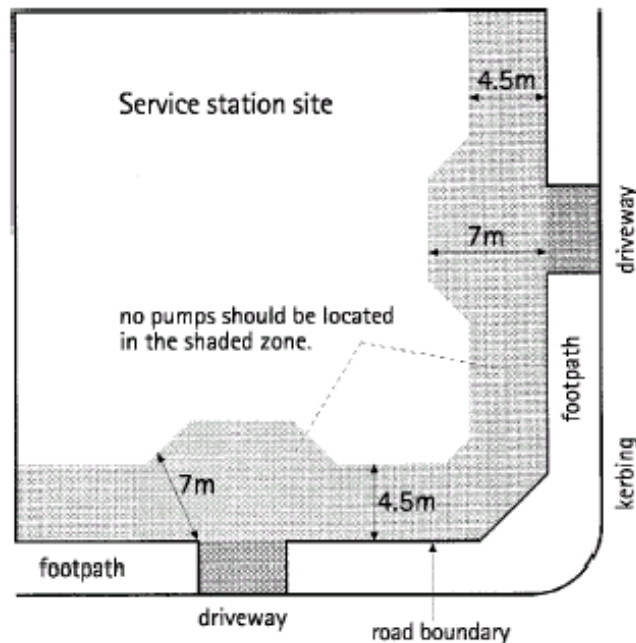 4.5m
Service station site
driveway
7m
no pumps should be located
in the shaded zone.
footpath
kerbing
7m
4.5m
footpath
driveway
road boundary